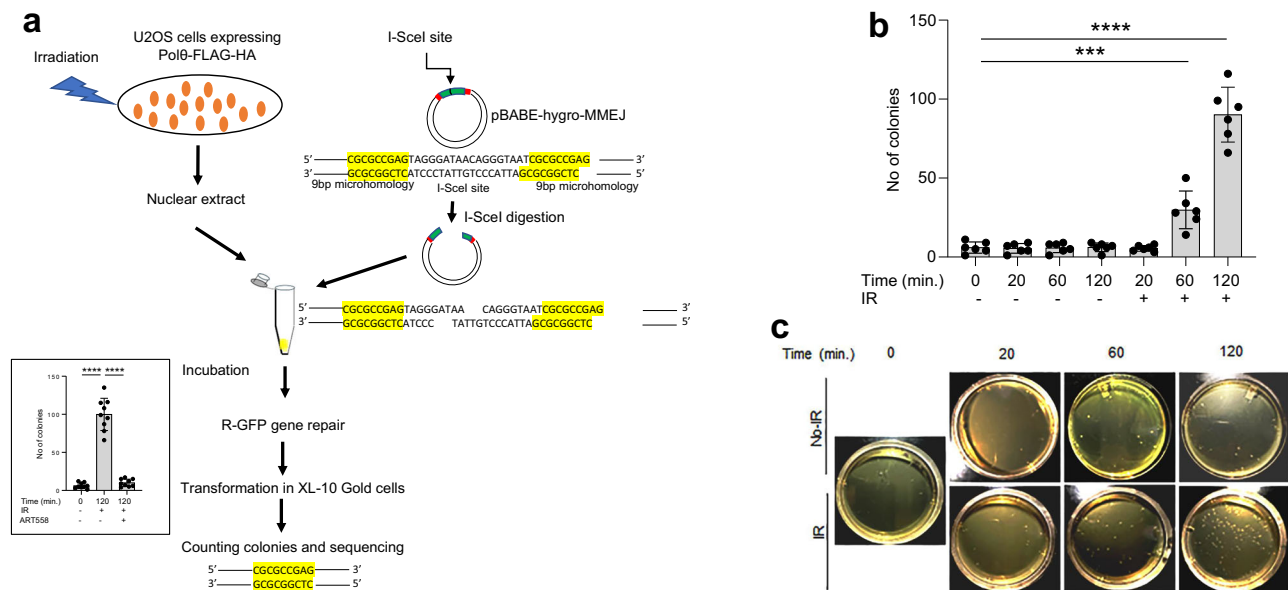 a
U2OS cells expressing
Polθ-FLAG-HA
Irradiation
Nuclear extract
I-SceI site
pBABE-hygro-MMEJ
5’ CGCGCCGAGTAGGGATAACAGGGTAATCGCGCCGAG 3’
3’ GCGCGGCTCATCCCTATTGTCCCATTAGCGCGGCTC 5’
9bp microhomology I-SceI site 9bp microhomology
I-SceI digestion
5’ CGCGCCGAGTAGGGATAA CAGGGTAATCGCGCCGAG 3’
3’ GCGCGGCTCATCCC TATTGTCCCATTAGCGCGGCTC 5’
Incubation
R-GFP gene repair
Transformation in XL-10 Gold cells
Counting colonies and sequencing
5’ CGCGCCGAG 3’
3’ GCGCGGCTC 5’
**** ****
No of colonies
150
100
50
0
Time (min.) 0 120 120
IR - + +
ART558 - - +
b
****
***
No of colonies
150
100
50
0
Time (min.) 0 20 60 120 20 60 120
IR - - - - + + +
c
Time (min.) 0 20 60 120
No-IR
IR